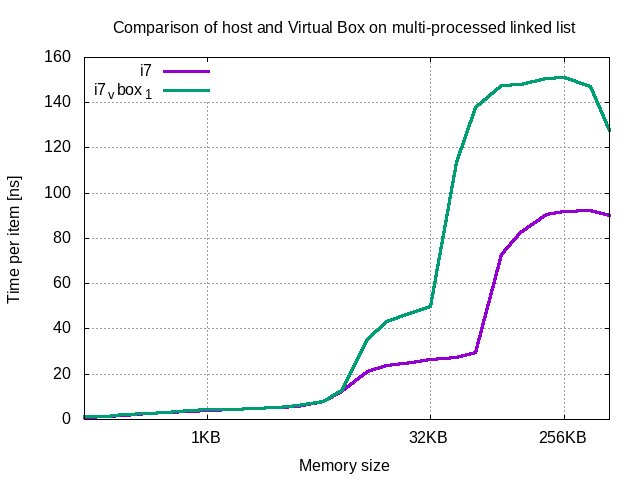 Comparison of host and Virtual Box on multi-processed linked list
160
140
120
100
80
60
40
20
0
Time per item [ns]
i7
i7vbox1
1KB
32KB
256KB
Memory size